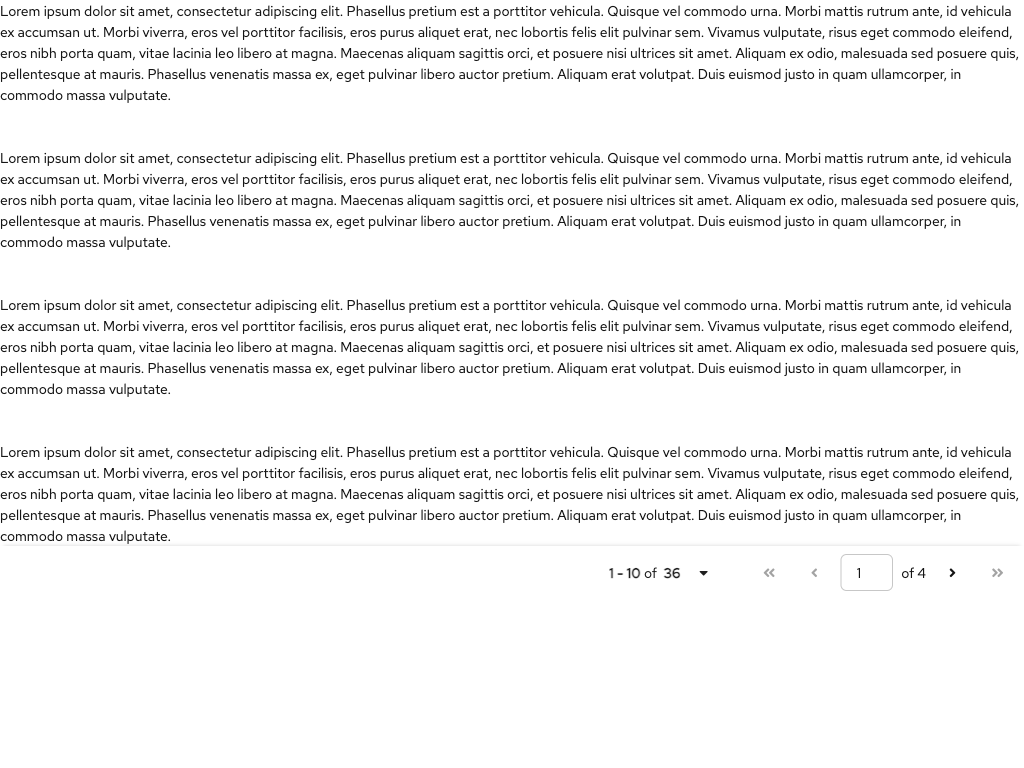 Lorem ipsum dolor sit amet, consectetur adipiscing elit. Phasellus pretium est a porttitor vehicula. Quisque vel commodo urna. Morbi mattis rutrum ante, id vehicula
ex accumsan ut. Morbi viverra, eros vel porttitor facilisis, eros purus aliquet erat, nec lobortis felis elit pulvinar sem. Vivamus vulputate, risus eget commodo eleifend,
eros nibh porta quam, vitae lacinia leo libero at magna. Maecenas aliquam sagittis orci, et posuere nisi ultrices sit amet. Aliquam ex odio, malesuada sed posuere quis,
pellentesque at mauris. Phasellus venenatis massa ex, eget pulvinar libero auctor pretium. Aliquam erat volutpat. Duis euismod justo in quam ullamcorper, in
commodo massa vulputate.
Lorem ipsum dolor sit amet, consectetur adipiscing elit. Phasellus pretium est a porttitor vehicula. Quisque vel commodo urna. Morbi mattis rutrum ante, id vehicula
ex accumsan ut. Morbi viverra, eros vel porttitor facilisis, eros purus aliquet erat, nec lobortis felis elit pulvinar sem. Vivamus vulputate, risus eget commodo eleifend,
eros nibh porta quam, vitae lacinia leo libero at magna. Maecenas aliquam sagittis orci, et posuere nisi ultrices sit amet. Aliquam ex odio, malesuada sed posuere quis,
pellentesque at mauris. Phasellus venenatis massa ex, eget pulvinar libero auctor pretium. Aliquam erat volutpat. Duis euismod justo in quam ullamcorper, in
commodo massa vulputate.
Lorem ipsum dolor sit amet, consectetur adipiscing elit. Phasellus pretium est a porttitor vehicula. Quisque vel commodo urna. Morbi mattis rutrum ante, id vehicula
ex accumsan ut. Morbi viverra, eros vel porttitor facilisis, eros purus aliquet erat, nec lobortis felis elit pulvinar sem. Vivamus vulputate, risus eget commodo eleifend,
eros nibh porta quam, vitae lacinia leo libero at magna. Maecenas aliquam sagittis orci, et posuere nisi ultrices sit amet. Aliquam ex odio, malesuada sed posuere quis,
pellentesque at mauris. Phasellus venenatis massa ex, eget pulvinar libero auctor pretium. Aliquam erat volutpat. Duis euismod justo in quam ullamcorper, in
commodo massa vulputate.
Lorem ipsum dolor sit amet, consectetur adipiscing elit. Phasellus pretium est a porttitor vehicula. Quisque vel commodo urna. Morbi mattis rutrum ante, id vehicula
ex accumsan ut. Morbi viverra, eros vel porttitor facilisis, eros purus aliquet erat, nec lobortis felis elit pulvinar sem. Vivamus vulputate, risus eget commodo eleifend,
eros nibh porta quam, vitae lacinia leo libero at magna. Maecenas aliquam sagittis orci, et posuere nisi ultrices sit amet. Aliquam ex odio, malesuada sed posuere quis,
pellentesque at mauris. Phasellus venenatis massa ex, eget pulvinar libero auctor pretium. Aliquam erat volutpat. Duis euismod justo in quam ullamcorper, in
commodo massa vulputate.
1 - 10 of 36 1 of 4